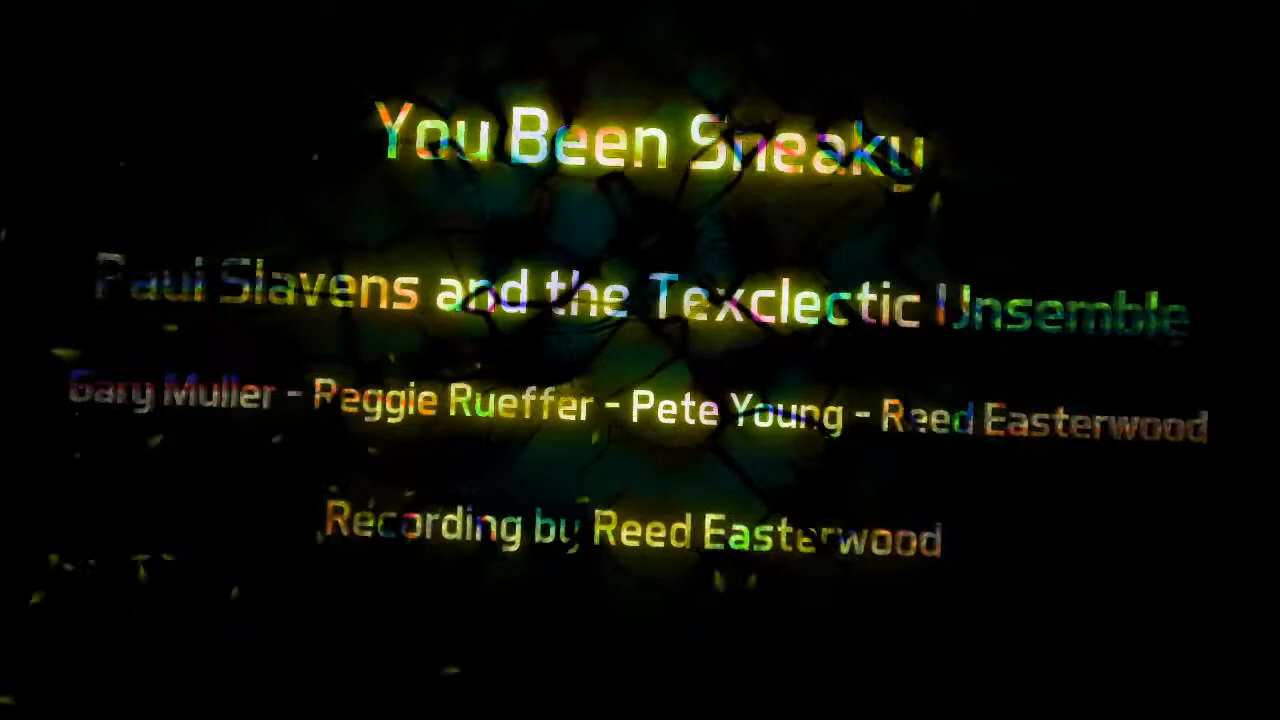 You Been Sneaky
Paul Slavens and the Texclectic Unsemble
Gary Muller - Peggie Rueffer - Pete Young - Reed Easterwood
Recording by Reed Easterwood